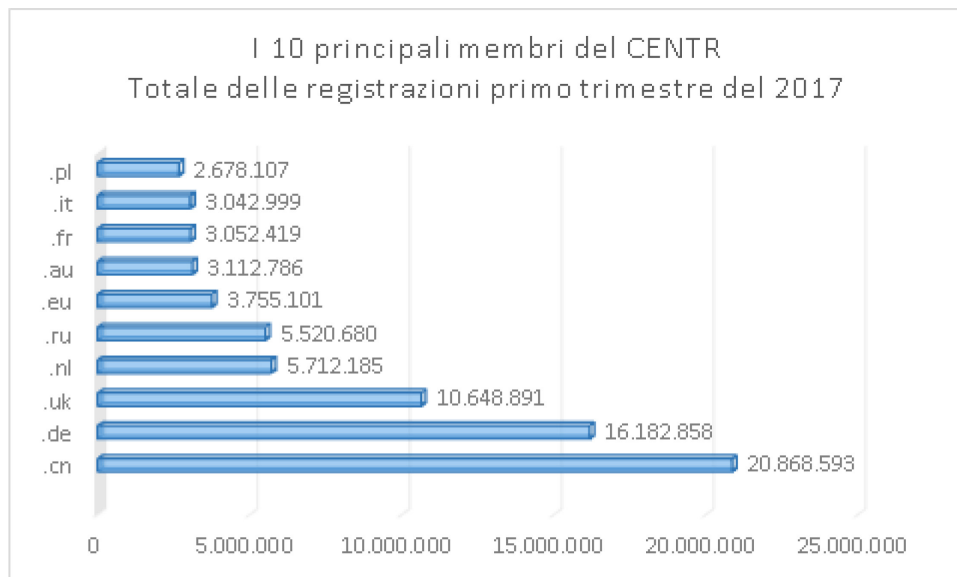 I 10 principali membri del CENTR
Totale delle registrazioni primo trimestre del 2017
.pl 2.678.107
.it 3.042.999
.fr 3.052.419
.au 3.112.786
.eu 3.755.101
.ru 5.520.680
.nl 5.712.185
.uk 10.648.891
.de 16.182.858
.cn 20.868.593
0 5.000.000 10.000.000 15.000.000 20.000.000 25.000.000